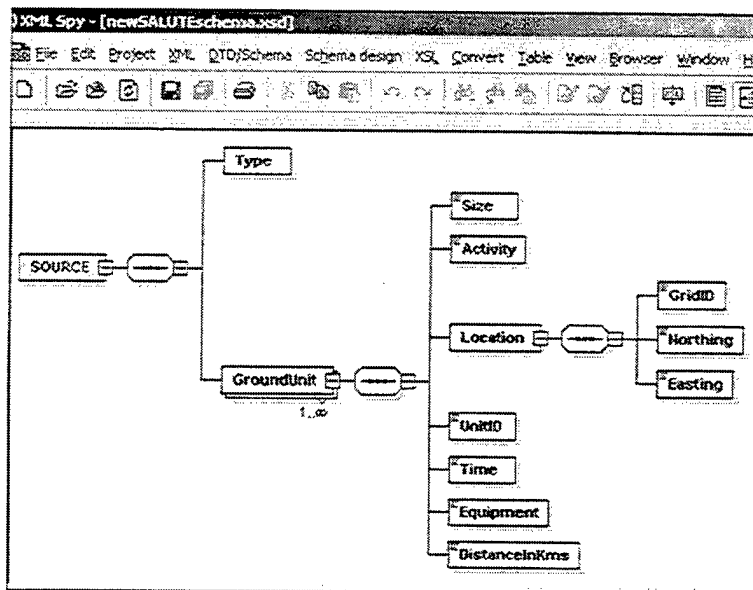 XML Spy - [newSALUTEschema.xsd]
File Edit Project XML DTD/Schema Schema design XSL Convert Table View Browser Window H
Type
Size
Activity
SOURCE
GridID
Location
Northing
Easting
GroundUnit
1..∞
UnitID
Time
Equipment
DistanceInKms